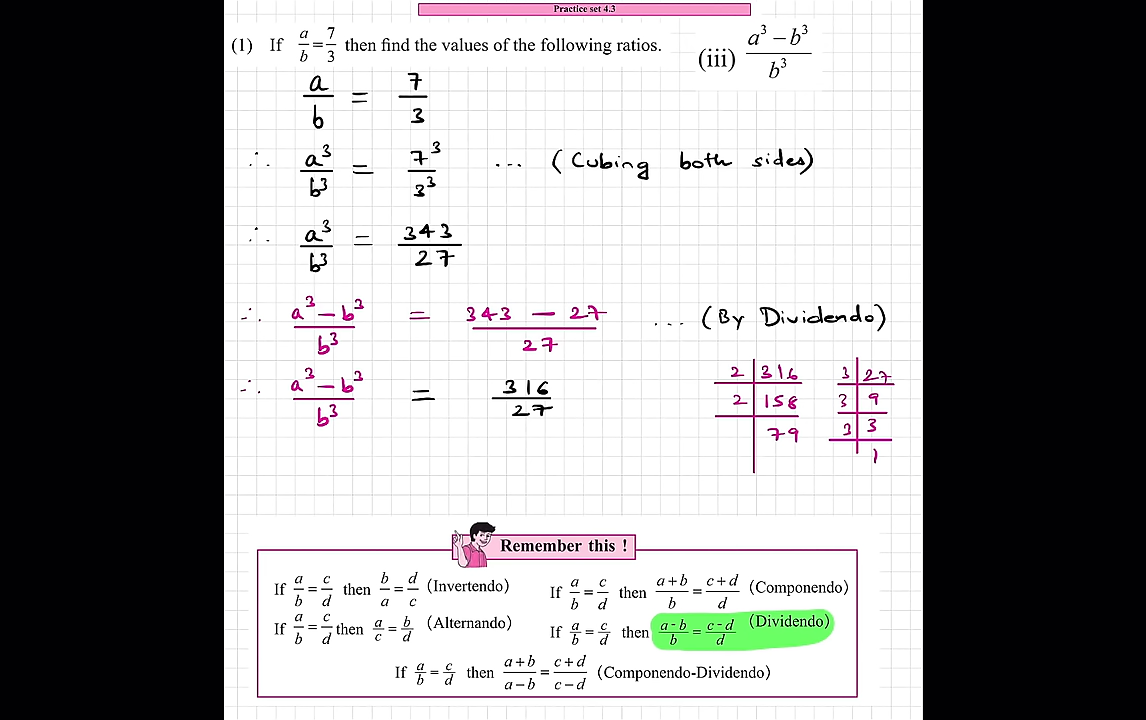 Practice set 4.3
(1) If a/b = 7/3 then find the values of the following ratios. (iii) a³ − b³ / b³
a/b = 7/3
∴ a³/b³ = 7³/3³ ... (Cubing both sides)
∴ a³/b³ = 343/27
∴ a³ − b³ / b³ = 343 − 27 / 27 ... (By Dividendo)
∴ a³ − b³ / b³ = 316/27
2 | 316
2 | 158
79
3 | 27
3 | 9
3 | 3
1
Remember this !
If a/b = c/d then b/a = d/c (Invertendo)
If a/b = c/d then a+b/b = c+d/d (Componendo)
If a/b = c/d then a/c = b/d (Alternando)
If a/b = c/d then a-b/b = c-d/d (Dividendo)
If a/b = c/d then a+b/a−b = c+d/c−d (Componendo-Dividendo)